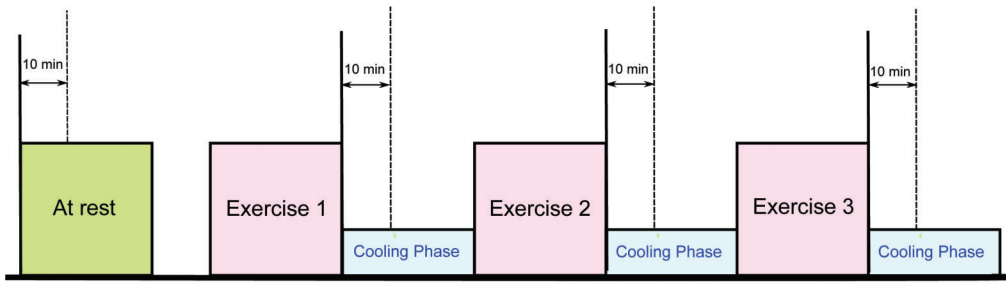 10 min
10 min
10 min
10 min
At rest
Exercise 1
Cooling Phase
Exercise 2
Cooling Phase
Exercise 3
Cooling Phase